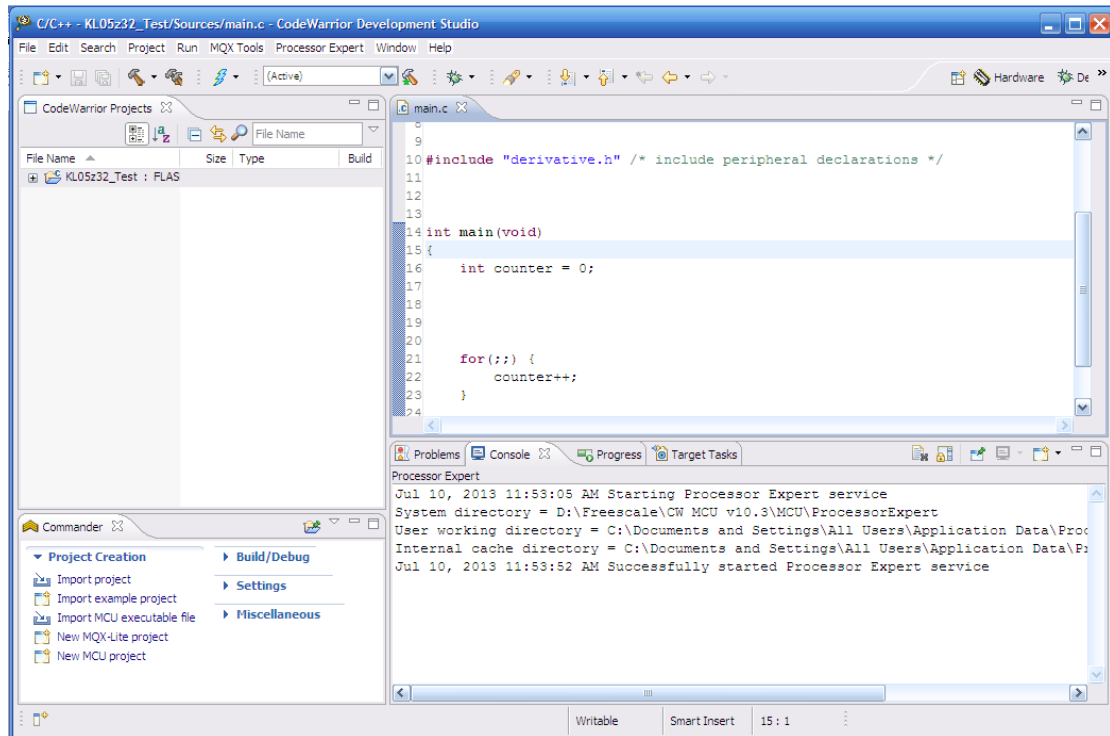 C/C++ - KL05z32_Test/Sources/main.c - CodeWarrior Development Studio
File Edit Search Project Run MQX Tools Processor Expert Window Help
(Active)
Hardware
De
CodeWarrior Projects
File Name
File Name Size Type Build
KL05z32_Test : FLAS
main.c
8
9
10 #include "derivative.h" /* include peripheral declarations */
11
12
13
14 int main(void)
15 {
16 int counter = 0;
17
18
19
20
21 for(;;) {
22 counter++;
23 }
24
Problems Console Progress Target Tasks
Processor Expert
Jul 10, 2013 11:53:05 AM Starting Processor Expert service
System directory = D:\Freescale\CW MCU v10.3\MCU\ProcessorExpert
User working directory = C:\Documents and Settings\All Users\Application Data\Proc
Internal cache directory = C:\Documents and Settings\All Users\Application Data\P
Jul 10, 2013 11:53:52 AM Successfully started Processor Expert service
Commander
Project Creation
Import project
Import example project
Import MCU executable file
New MQX-Lite project
New MCU project
Build/Debug
Settings
Miscellaneous
Writable Smart Insert 15 : 1